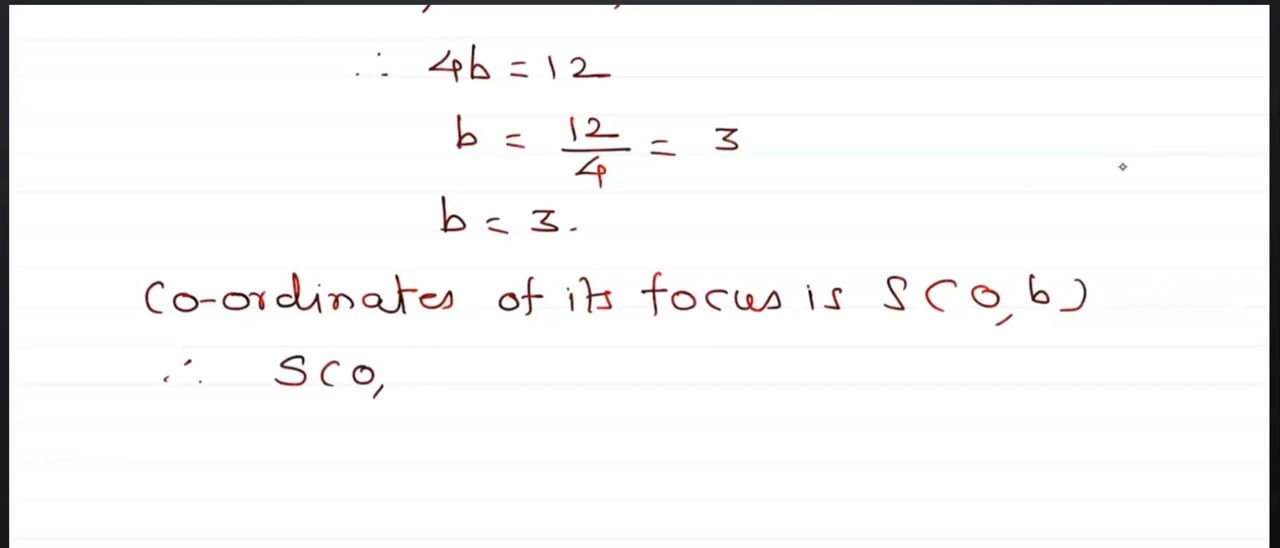 ∴ 4b = 12
b = 12/4 = 3
b = 3.
Co-ordinates of its focus is S(0,b)
∴ S(0,